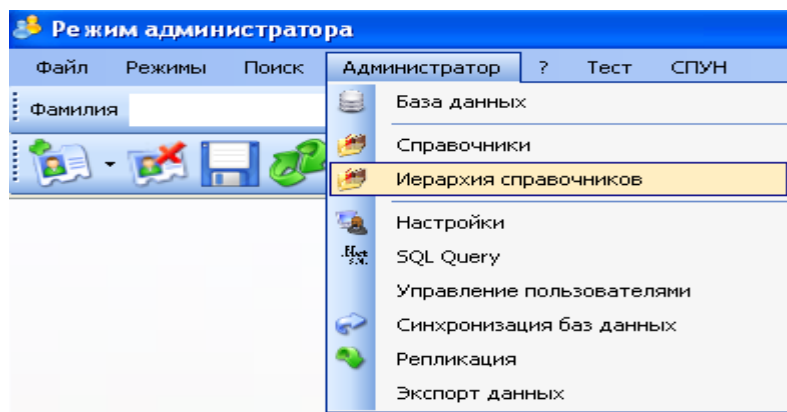 Режим администратора
Файл Режимы Поиск Администратор ? Тест СПУН
Фамилия
База данных
Справочники
Иерархия справочников
Настройки
SQL Query
Управление пользователями
Синхронизация баз данных
Репликация
Экспорт данных